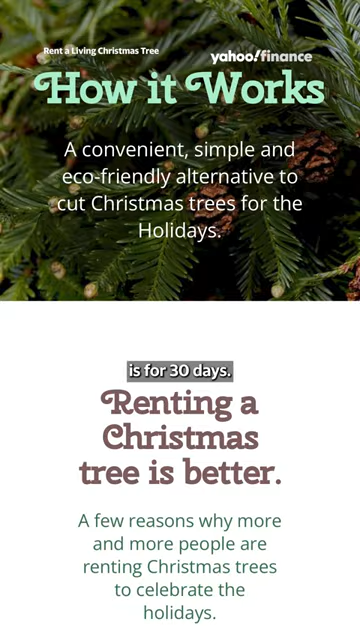 Rent a Living Christmas Tree
yahoo!finance
How it Works
A convenient, simple and
eco-friendly alternative to
cut Christmas trees for the
Holidays.
is for 30 days.
Renting a
Christmas
tree is better.
A few reasons why more
and more people are
renting Christmas trees
to celebrate the
holidays.